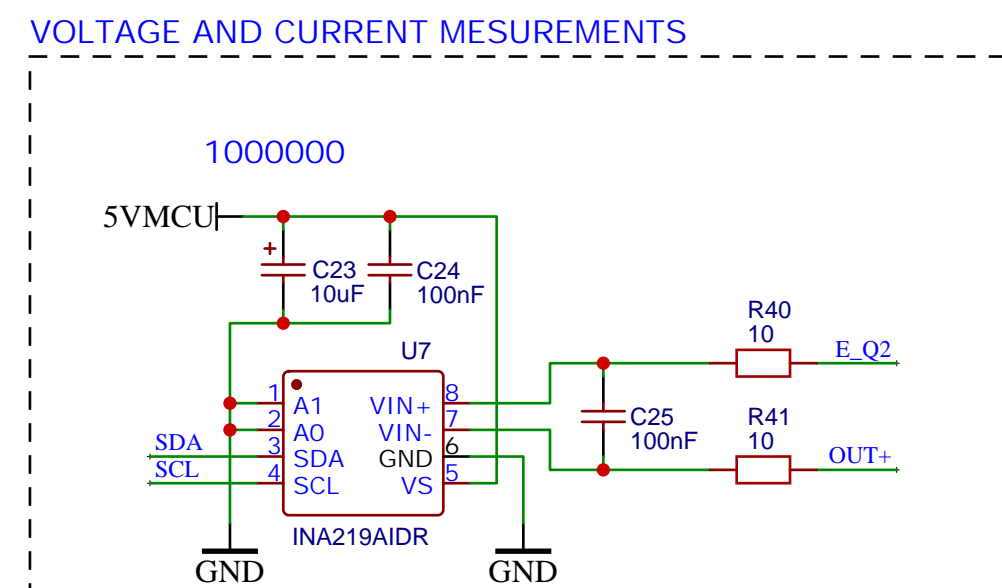 VOLTAGE AND CURRENT MESUREMENTS
1000000
5VMCU
+
C23
10uF
C24
100nF
U7
R40
10
E_Q2
1
A1
VIN+
8
2
A0
VIN-
7
C25
100nF
R41
10
SDA
3
SDA
GND
6
OUT+
SCL
4
SCL
VS
5
INA219AIDR
GND
GND